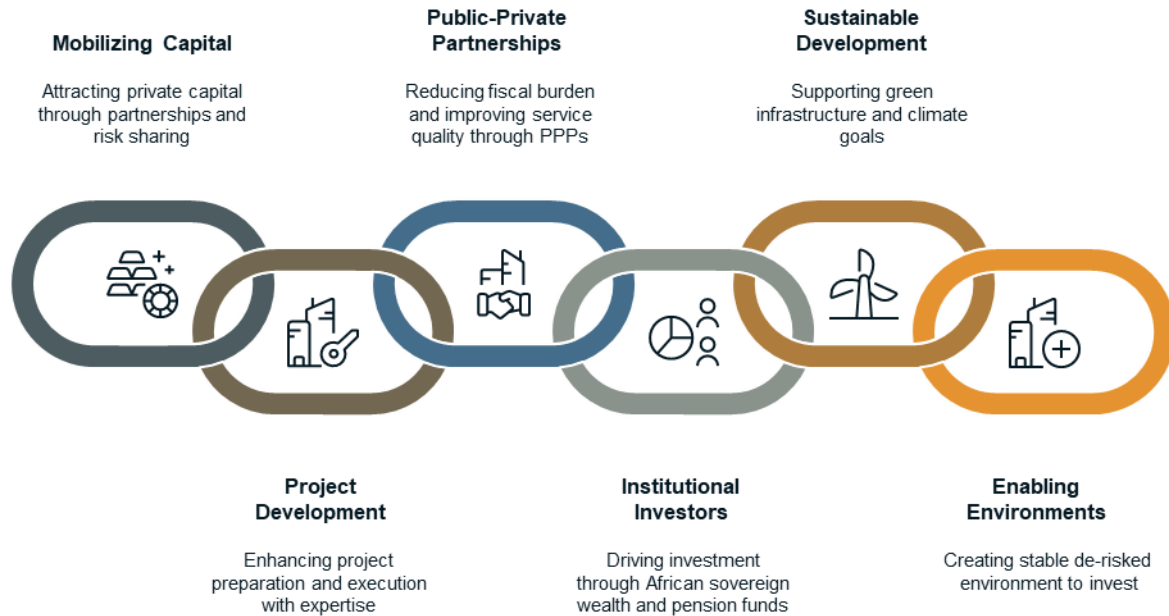 Mobilizing Capital
Attracting private capital
through partnerships and
risk sharing
Public-Private
Partnerships
Reducing fiscal burden
and improving service
quality through PPPs
Sustainable
Development
Supporting green
infrastructure and climate
goals
Project
Development
Enhancing project
preparation and execution
with expertise
Institutional
Investors
Driving investment
through African sovereign
wealth and pension funds
Enabling
Environments
Creating stable de-risked
environment to invest